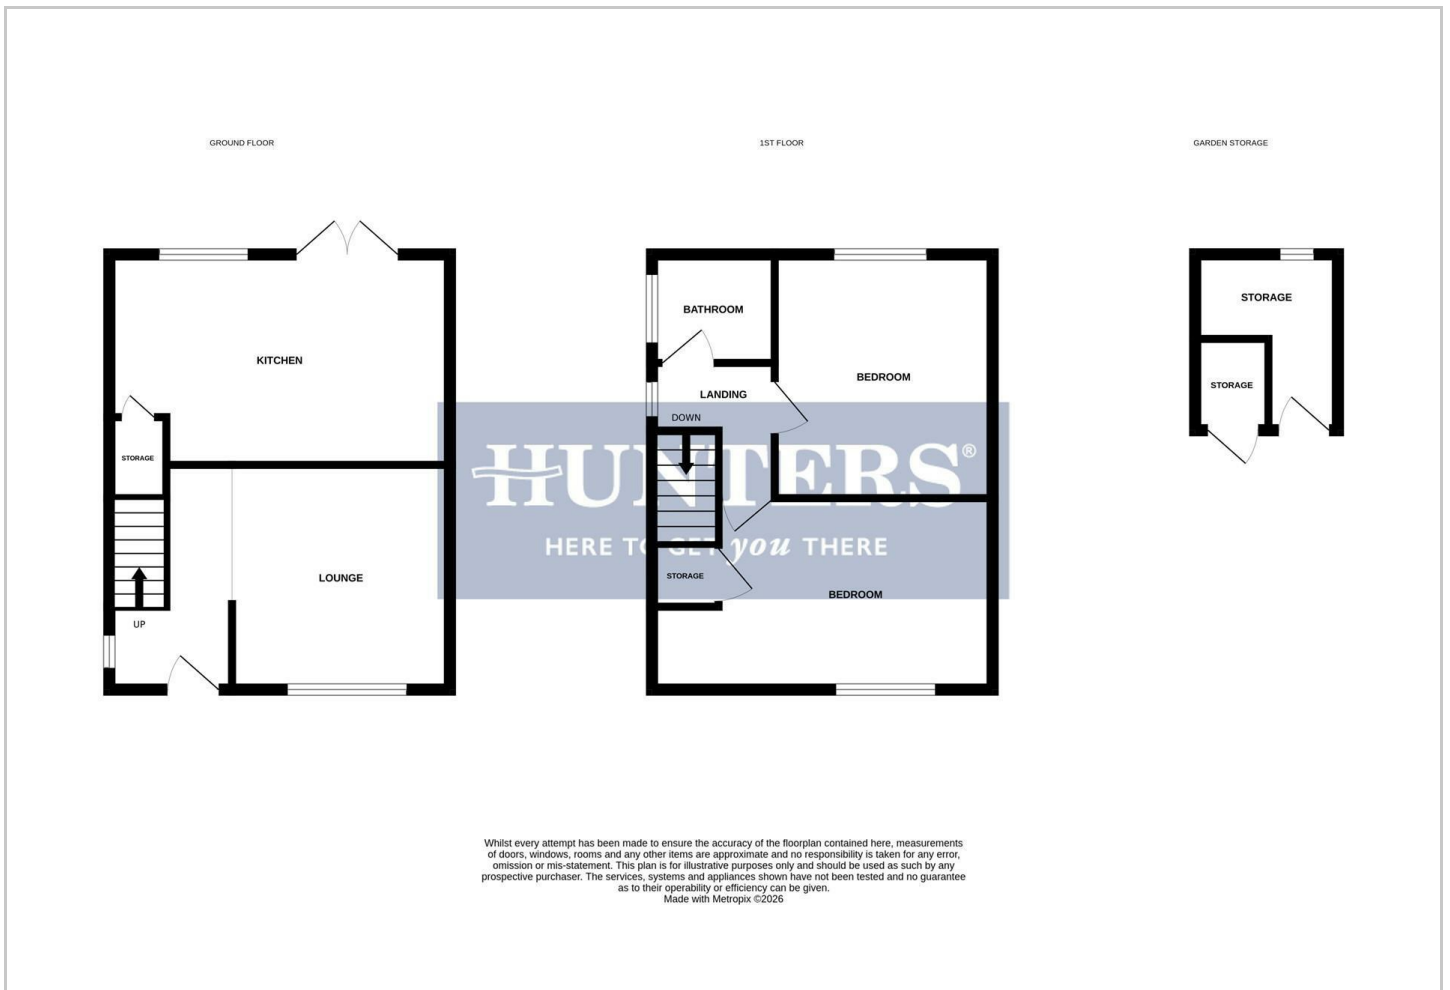 GROUND FLOOR
1ST FLOOR
GARDEN STORAGE
KITCHEN
STORAGE
LOUNGE
UP
BATHROOM
BEDROOM
LANDING
DOWN
STORAGE
BEDROOM
STORAGE
STORAGE
HUNTERS®
HERE TO GET you THERE
Whilst every attempt has been made to ensure the accuracy of the floorplan contained here, measurements
of doors, windows, rooms and any other items are approximate and no responsibility is taken for any error,
omission or mis-statement. This plan is for illustrative purposes only and should be used as such by any
prospective purchaser. The services, systems and appliances shown have not been tested and no guarantee
as to their operability or efficiency can be given.
Made with Metropix ©2026